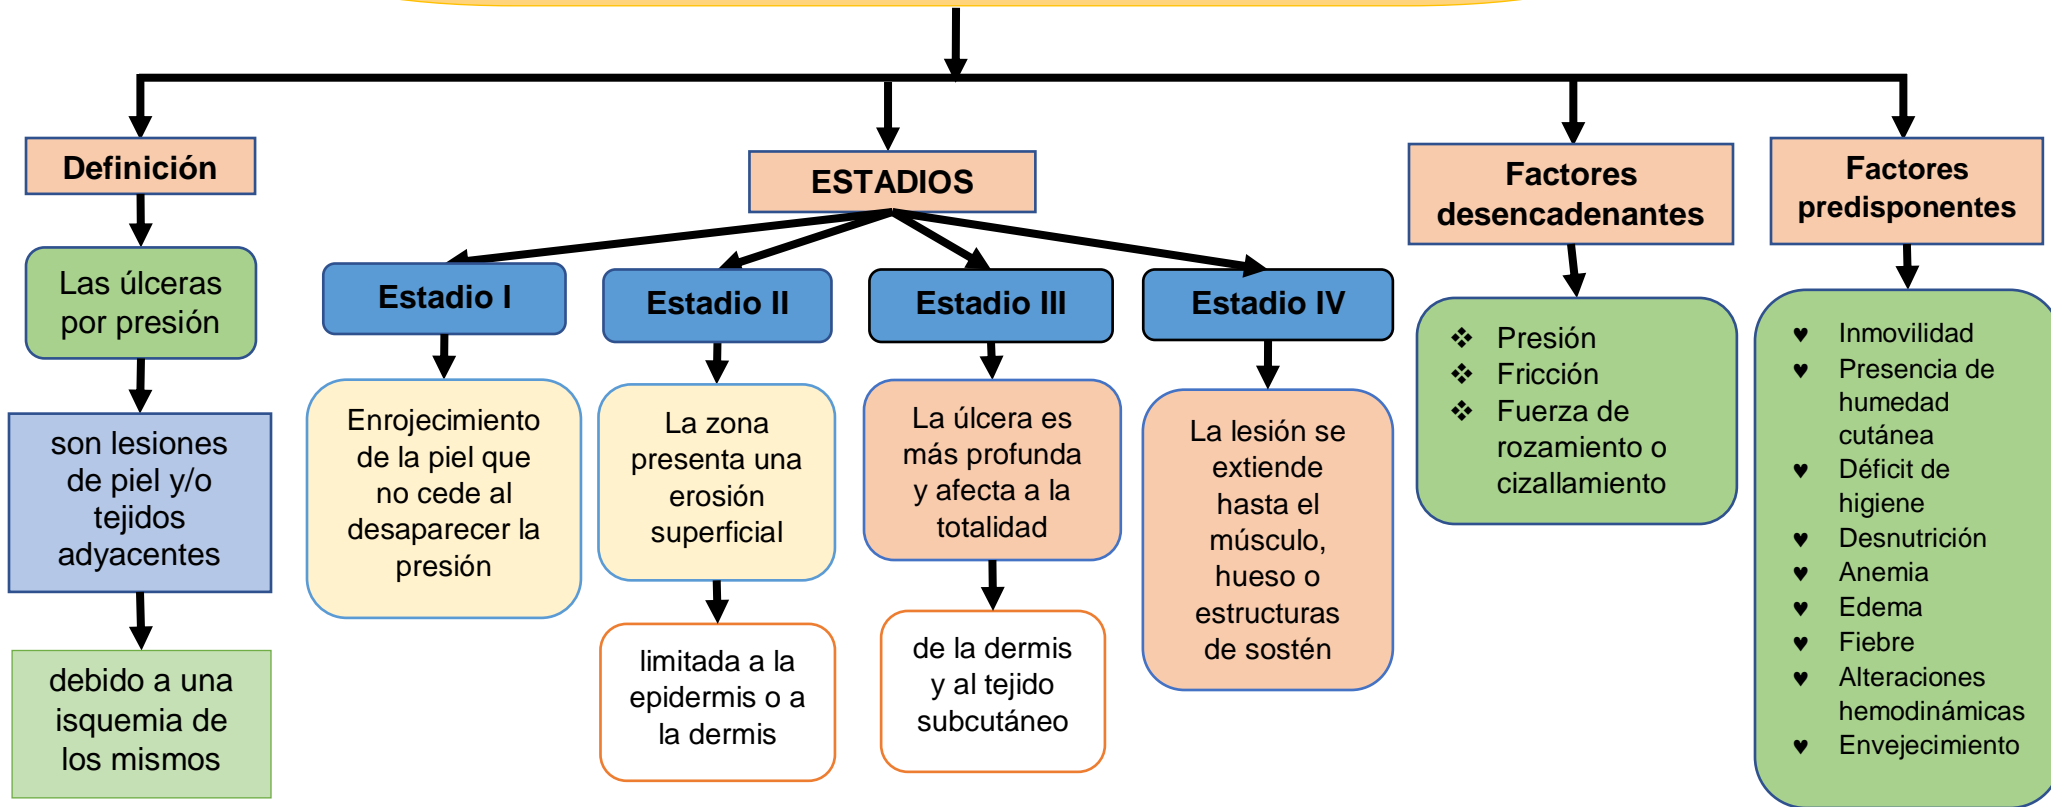 Definición
Las úlceras
por presión
son lesiones
de piel y/o
tejidos
adyacentes
debido a una
isquemia de
los mismos
ESTADIOS
Estadio I
Enrojecimiento
de la piel que
no cede al
desaparecer la
presión
Estadio II
La zona
presenta una
erosión
superficial
limitada a la
epidermis o a
la dermis
Estadio III
La úlcera es
más profunda
y afecta a la
totalidad
de la dermis
y al tejido
subcutáneo
Estadio IV
La lesión se
extiende
hasta el
músculo,
hueso o
estructuras
de sostén
Factores
desencadenantes
❖ Presión
❖ Fricción
❖ Fuerza de
rozamiento o
cizallamiento
Factores
predisponentes
♥ Inmovilidad
♥ Presencia de
humedad
cutánea
♥ Déficit de
higiene
♥ Desnutrición
♥ Anemia
♥ Edema
♥ Fiebre
♥ Alteraciones
hemodinámicas
♥ Envejecimiento